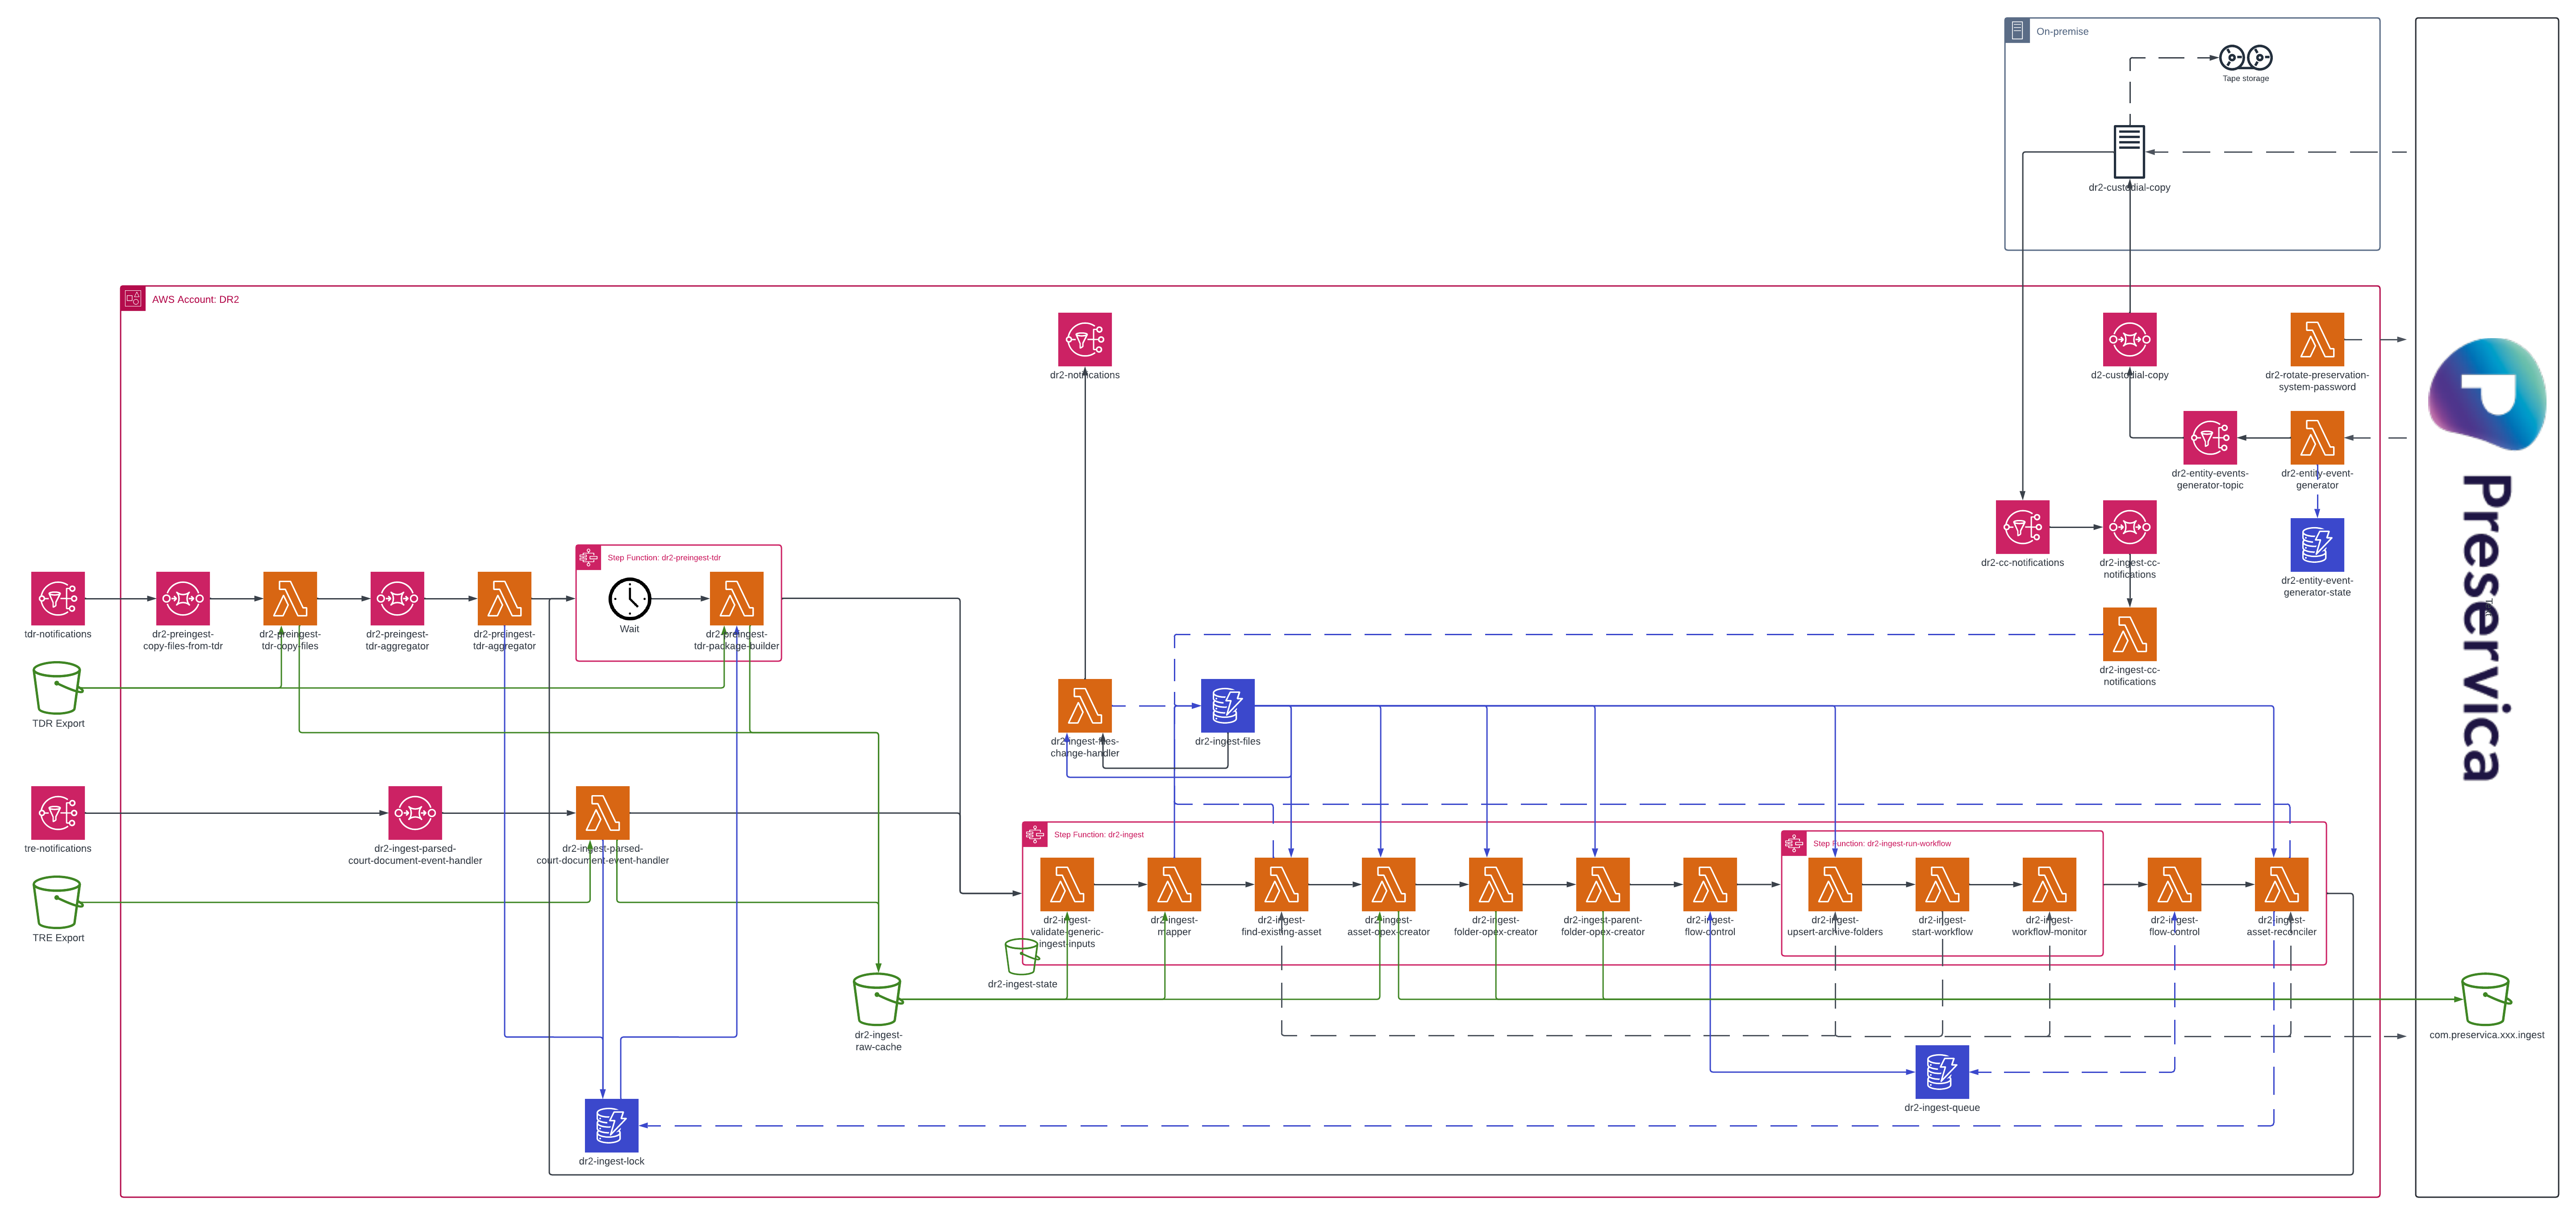 On-premise
Tape storage
dr2-custodial-copy
AWS Account: DR2
dr2-notifications
d2-custodial-copy
dr2-rotate-preservation-
system-password
dr2-entity-events-
generator-topic
dr2-entity-event-
generator
dr2-cc-notifications
dr2-ingest-cc-
notifications
dr2-entity-event-
generator-state
Preservica
Step Function: dr2-preingest-tdr
Wait
tdr-notifications
dr2-preingest-
copy-files-from-tdr
dr2-preingest-
tdr-copy-files
dr2-preingest-
tdr-aggregator
dr2-preingest-
tdr-aggregator
dr2-preingest-
tdr-package-builder
dr2-ingest-cc-
notifications
TDR Export
dr2-ingest-files-
change-handler
dr2-ingest-files
tre-notifications
dr2-ingest-parsed-
court-document-event-handler
dr2-ingest-parsed-
court-document-event-handler
Step Function: dr2-ingest
Step Function: dr2-ingest-run-workflow
dr2-ingest-
validate-generic-
ingest-inputs
dr2-ingest-
mapper
dr2-ingest-
find-existing-asset
dr2-ingest-
asset-opex-creator
dr2-ingest-
folder-opex-creator
dr2-ingest-parent-
folder-opex-creator
dr2-ingest-
flow-control
dr2-ingest-
upsert-archive-folders
dr2-ingest-
start-workflow
dr2-ingest-
workflow-monitor
dr2-ingest-
flow-control
dr2-ingest-
asset-reconciler
TRE Export
dr2-ingest-state
dr2-ingest-
raw-cache
com.preservica.xxx.ingest
dr2-ingest-queue
dr2-ingest-lock